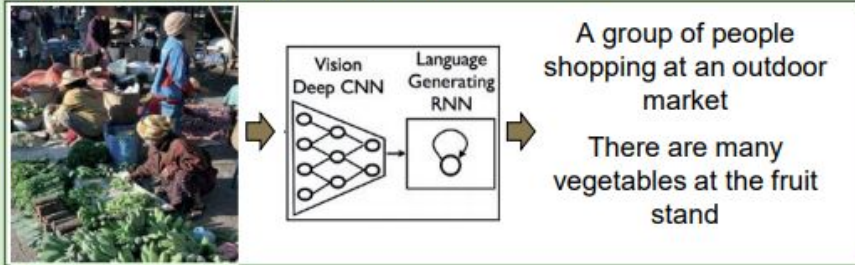 Vision
Deep CNN
Language
Generating
RNN
A group of people
shopping at an outdoor
market
There are many
vegetables at the fruit
stand